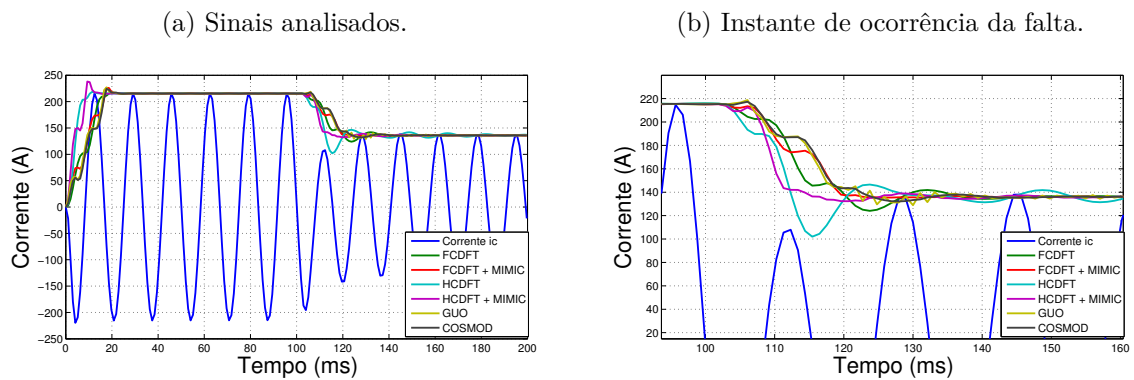 (a) Sinais analisados.
250
200
150
100
50
0
−50
−100
−150
−200
−250
0 20 40 60 80 100 120 140 160 180 200
Corrente (A)
Tempo (ms)
Corrente ic
FCDFT
FCDFT + MIMIC
HCDFT
HCDFT + MIMIC
GUO
COSMOD
(b) Instante de ocorrência da falta.
220
200
180
160
140
120
100
80
60
40
20
100 110 120 130 140 150 160
Corrente (A)
Tempo (ms)
Corrente ic
FCDFT
FCDFT + MIMIC
HCDFT
HCDFT + MIMIC
GUO
COSMOD